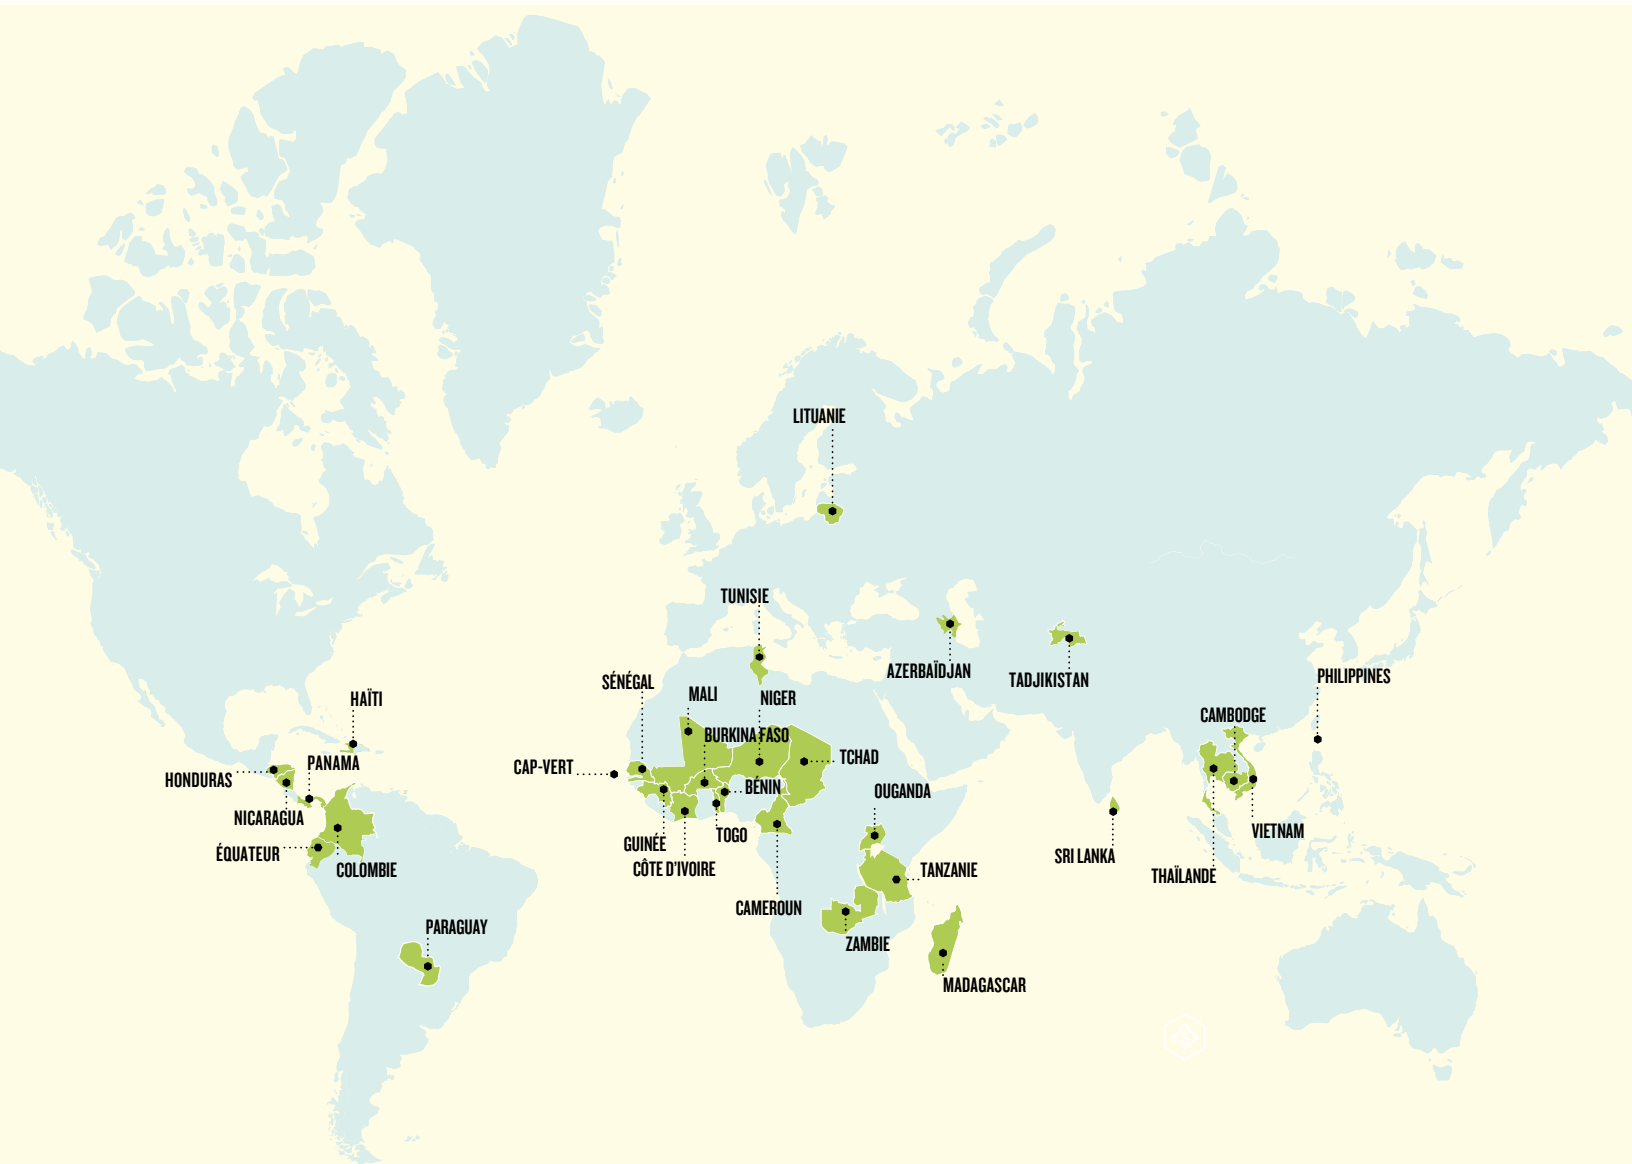 LITUANIE
TUNISIE
AZERBAÏDJAN
TADJIKISTAN
PHILIPPINES
SÉNÉGAL
MALI
NIGER
HAÏTI
CAMBODGE
BURKINA FASO
TCHAD
PANAMA
CAP-VERT
HONDURAS
BÉNIN
OUGANDA
NICARAGUA
TOGO
VIETNAM
GUINÉE
ÉQUATEUR
SRI LANKA
COLOMBIE
CÔTE D'IVOIRE
TANZANIE
THAÏLANDE
CAMEROUN
PARAGUAY
ZAMBIE
MADAGASCAR